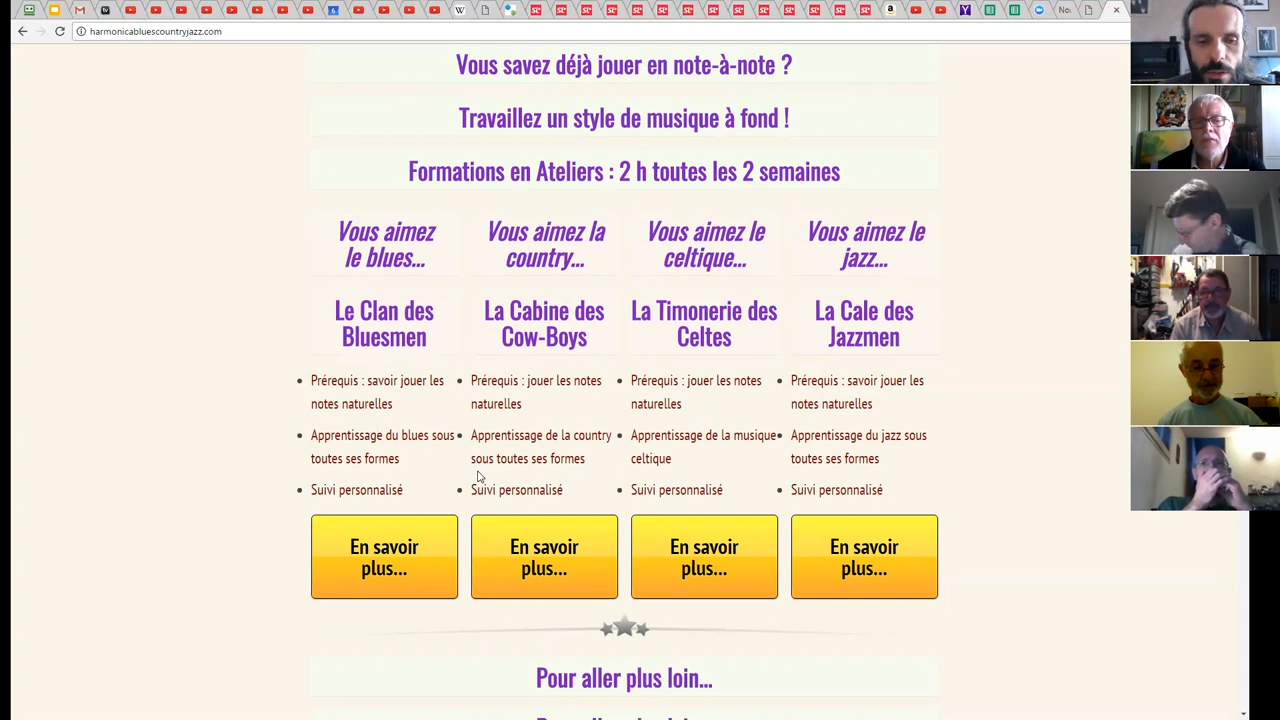 harmonicabluescountryjazz.com
Vous savez déjà jouer en note-à-note ?
Travaillez un style de musique à fond !
Formations en Ateliers : 2 h toutes les 2 semaines
Vous aimez
le blues...
Vous aimez la
country...
Vous aimez le
celtique...
Vous aimez le
jazz...
Le Clan des
Bluesmen
La Cabine des
Cow-Boys
La Timonerie des
Celtes
La Cale des
Jazzmen
Prérequis : savoir jouer les
notes naturelles
Apprentissage du blues sous
toutes ses formes
Suivi personnalisé
Prérequis : jouer les notes
naturelles
Apprentissage de la country
sous toutes ses formes
Suivi personnalisé
Prérequis : jouer les notes
naturelles
Apprentissage de la musique
celtique
Suivi personnalisé
Prérequis : savoir jouer les
notes naturelles
Apprentissage du jazz sous
toutes ses formes
Suivi personnalisé
En savoir
plus...
En savoir
plus...
En savoir
plus...
En savoir
plus...
Pour aller plus loin...